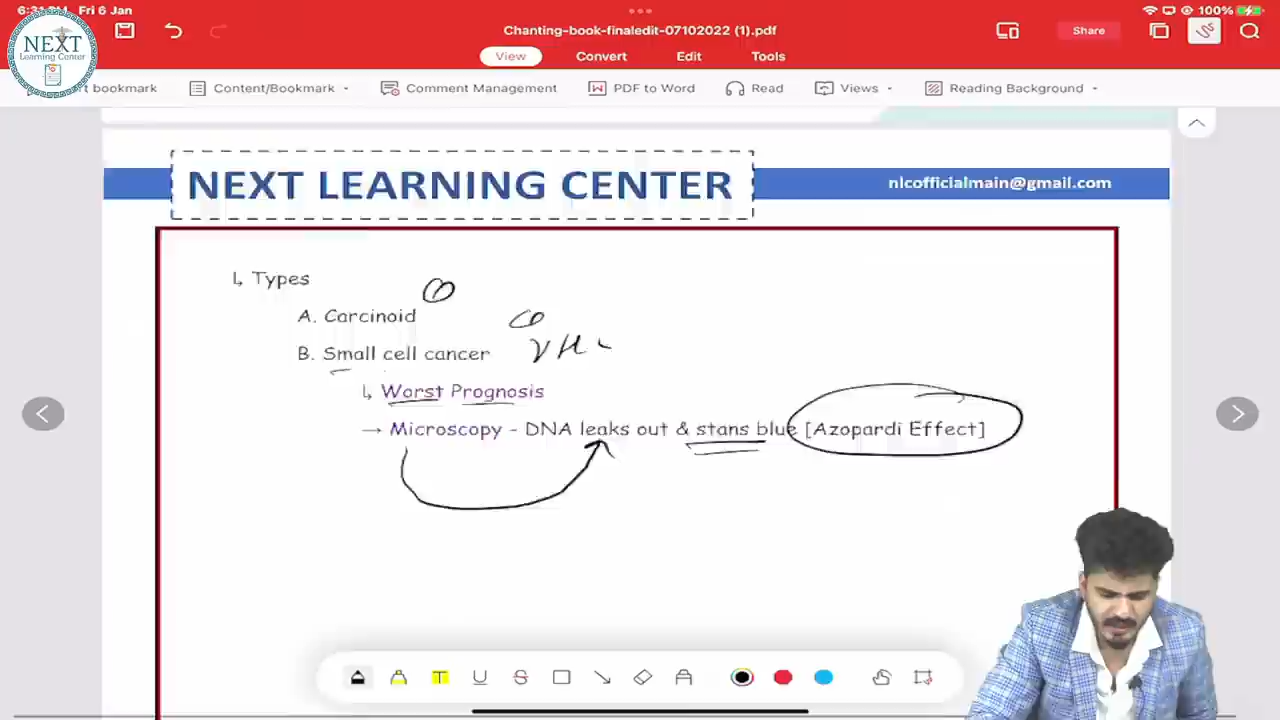 6:31 PM Fri 6 Jan
100%
NEXT
Learning Center
Chanting-book-finaledit-07102022 (1).pdf
Share
View
Convert
Edit
Tools
bookmark
Content/Bookmark
Comment Management
PDF to Word
Read
Views
Reading Background
NEXT LEARNING CENTER
nlcofficialmain@gmail.com
↳ Types
A. Carcinoid
B. Small cell cancer
↳ Worst Prognosis
→ Microscopy - DNA leaks out & stans blue [Azopardi Effect]
T
U
S